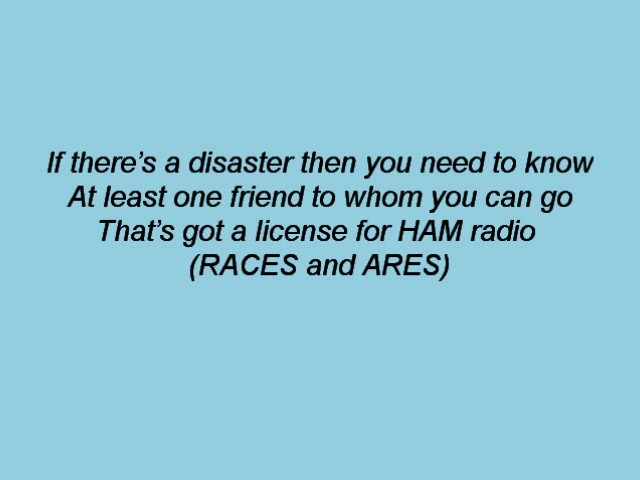 If there’s a disaster then you need to know
At least one friend to whom you can go
That’s got a license for HAM radio
(RACES and ARES)